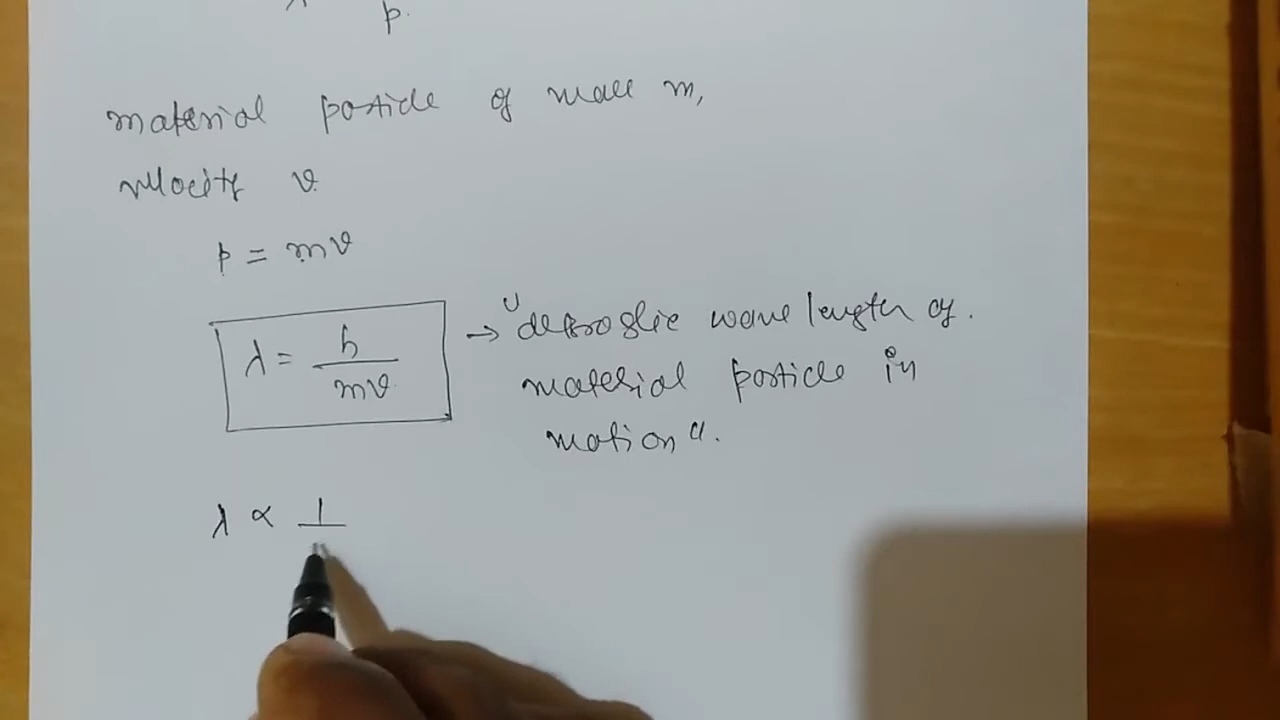 λ p.
material particle of mass m,
velocity v
p = mv
λ = h / mv → "debroglie wave length of.
material particle in
motion".
λ ∝ 1